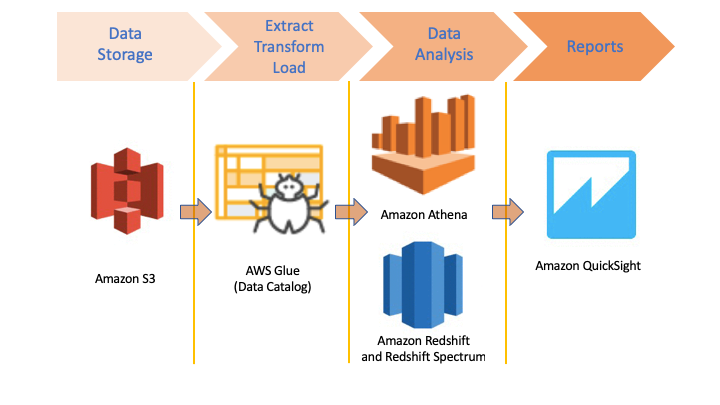 Data
Storage
Extract
Transform
Load
Data
Analysis
Reports
Amazon S3
AWS Glue
(Data Catalog)
Amazon Athena
Amazon Redshift
and Redshift Spectrum
Amazon QuickSight